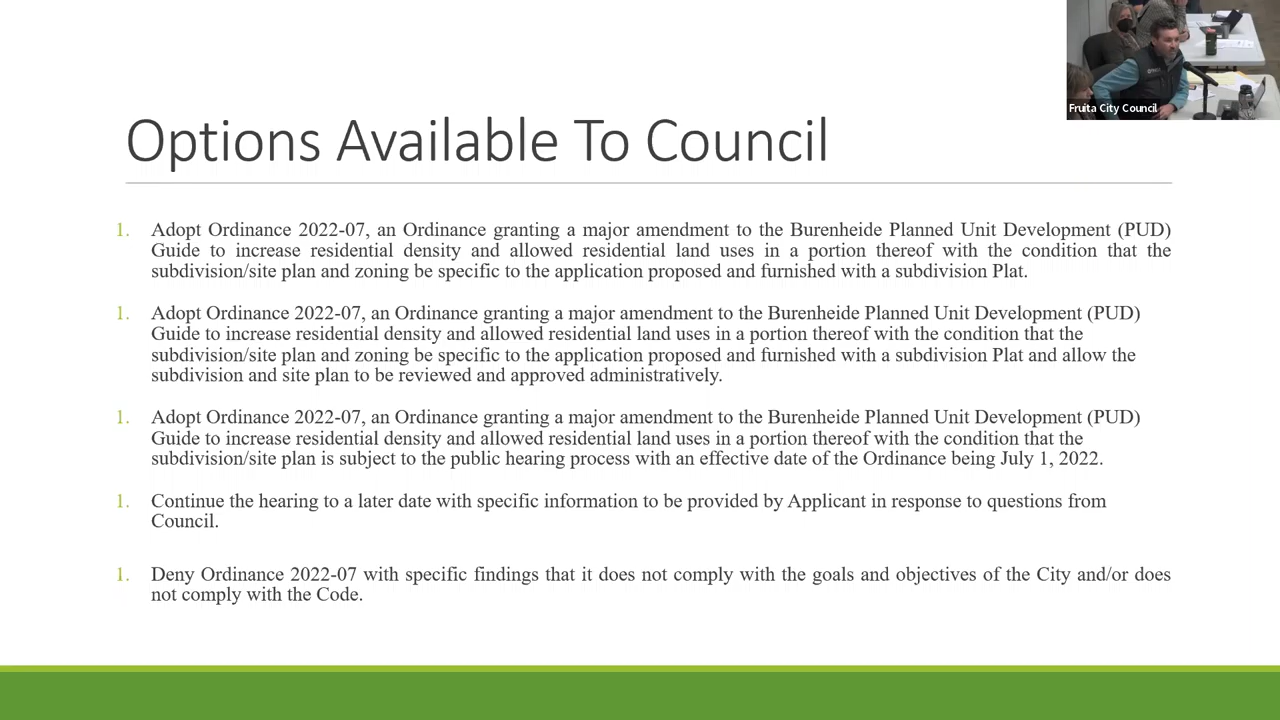 Fruita City Council
Options Available To Council
1. Adopt Ordinance 2022-07, an Ordinance granting a major amendment to the Burenheide Planned Unit Development (PUD)
Guide to increase residential density and allowed residential land uses in a portion thereof with the condition that the
subdivision/site plan and zoning be specific to the application proposed and furnished with a subdivision Plat.
1. Adopt Ordinance 2022-07, an Ordinance granting a major amendment to the Burenheide Planned Unit Development (PUD)
Guide to increase residential density and allowed residential land uses in a portion thereof with the condition that the
subdivision/site plan and zoning be specific to the application proposed and furnished with a subdivision Plat and allow the
subdivision and site plan to be reviewed and approved administratively.
1. Adopt Ordinance 2022-07, an Ordinance granting a major amendment to the Burenheide Planned Unit Development (PUD)
Guide to increase residential density and allowed residential land uses in a portion thereof with the condition that the
subdivision/site plan is subject to the public hearing process with an effective date of the Ordinance being July 1, 2022.
1. Continue the hearing to a later date with specific information to be provided by Applicant in response to questions from
Council.
1. Deny Ordinance 2022-07 with specific findings that it does not comply with the goals and objectives of the City and/or does
not comply with the Code.